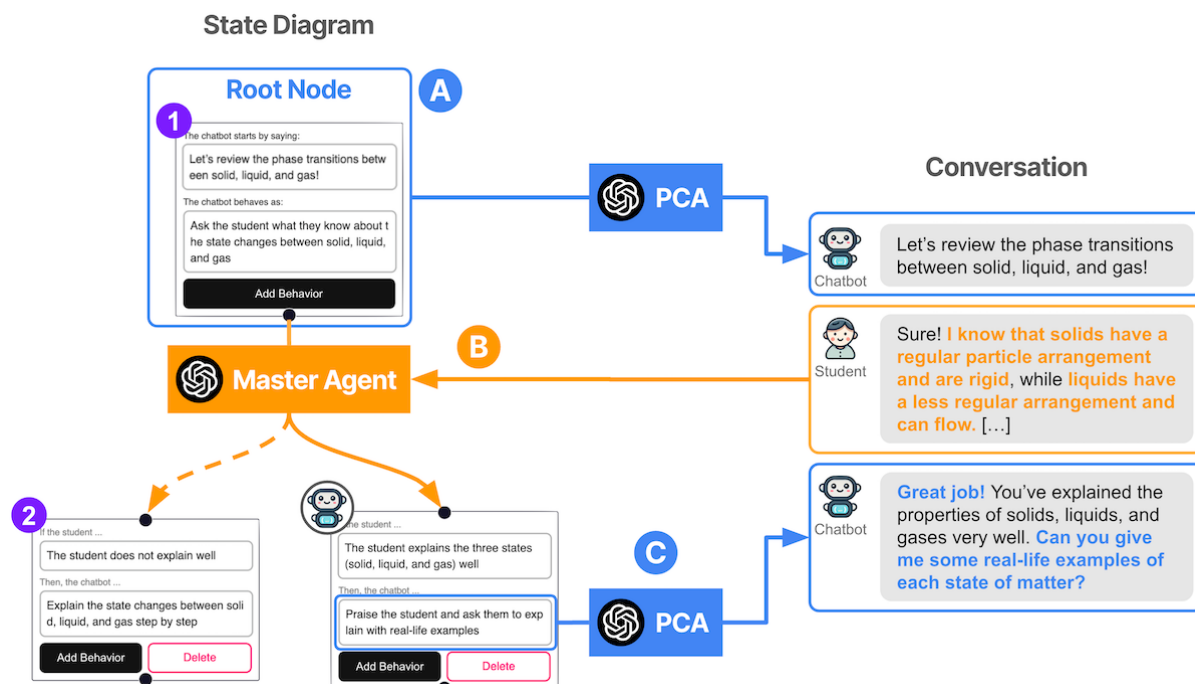 State Diagram
Root Node
A
1
The chatbot starts by saying:
Let's review the phase transitions betw
een solid, liquid, and gas!
The chatbot behaves as:
Ask the student what they know about t
he state changes between solid, liquid,
and gas
Add Behavior
PCA
Conversation
Chatbot
Let's review the phase transitions
between solid, liquid, and gas!
Master Agent
B
Student
Sure! I know that solids have a
regular particle arrangement
and are rigid, while liquids have
a less regular arrangement and
can flow. […]
2
If the student ...
The student does not explain well
Then, the chatbot ...
Explain the state changes between soli
d, liquid, and gas step by step
Add Behavior
Delete
the student ...
The student explains the three states
(solid, liquid, and gas) well
Then, the chatbot ...
Praise the student and ask them to exp
lain with real-life examples
Add Behavior
Delete
C
PCA
Chatbot
Great job! You've explained the
properties of solids, liquids, and
gases very well. Can you give
me some real-life examples of
each state of matter?